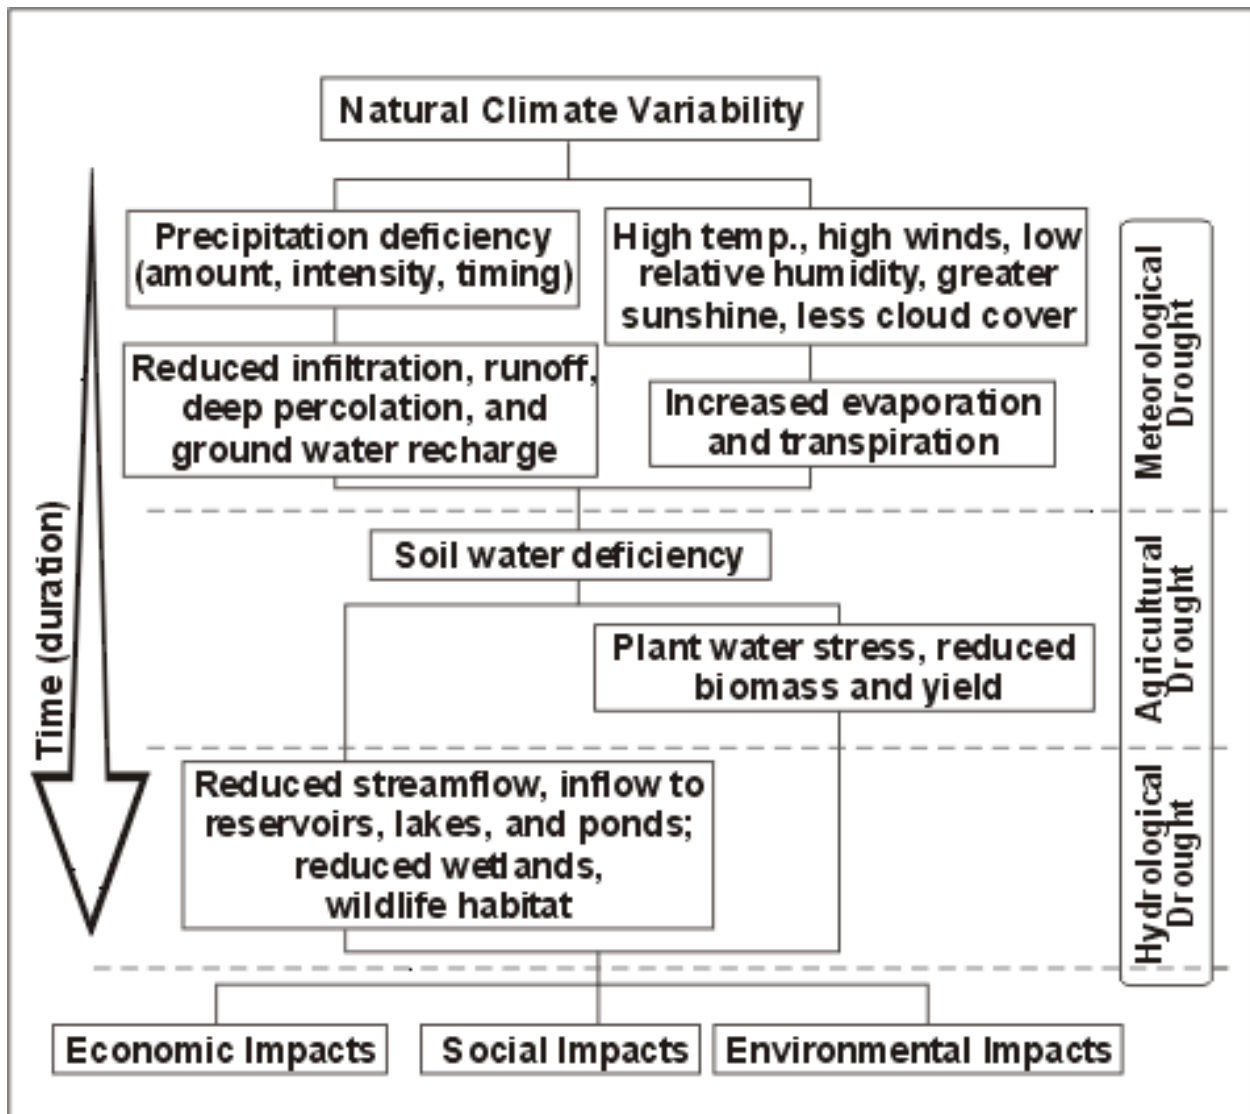 Natural Climate Variability
Precipitation deficiency
(amount, intensity, timing)
High temp., high winds, low
relative humidity, greater
sunshine, less cloud cover
Reduced infiltration, runoff,
deep percolation, and
ground water recharge
Increased evaporation
and transpiration
Meteorological
Drought
Time (duration)
Soil water deficiency
Plant water stress, reduced
biomass and yield
Agricultural
Drought
Reduced streamflow, inflow to
reservoirs, lakes, and ponds;
reduced wetlands,
wildlife habitat
Hydrological
Drought
Economic Impacts
Social Impacts
Environmental Impacts